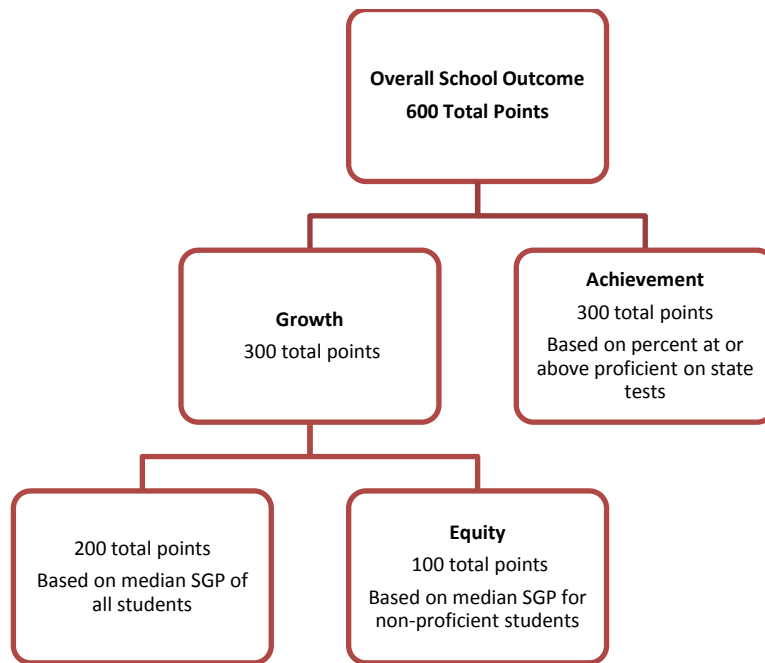 Overall School Outcome
600 Total Points
Growth
300 total points
Achievement
300 total points
Based on percent at or
above proficient on state
tests
200 total points
Based on median SGP of
all students
Equity
100 total points
Based on median SGP for
non-proficient students